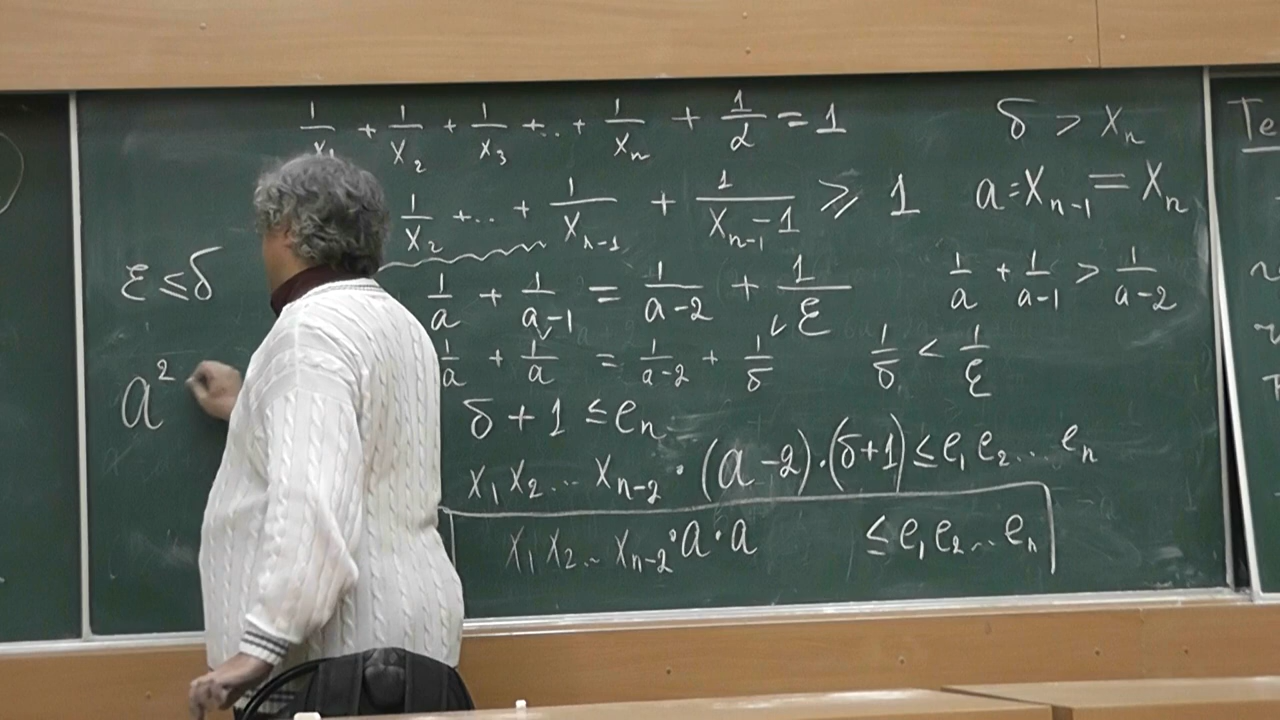 1/x₁ + 1/x₂ + 1/x₃ + ... + 1/xₙ + 1/α = 1
δ > xₙ
1/x₂ + ... + 1/xₙ₋₁ + 1/(xₙ₋₁ - 1) ⩾ 1
a = xₙ₋₁ = xₙ
ε ≤ δ
1/a + 1/(a-1) = 1/(a-2) + 1/ε
1/a + 1/(a-1) > 1/(a-2)
1/a + 1/a = 1/(a-2) + 1/δ
1/δ < 1/ε
a²
δ + 1 ≤ eₙ
x₁ x₂ ... xₙ₋₂ · (a - 2) · (δ + 1) ≤ e₁ e₂ ... eₙ
x₁ x₂ ... xₙ₋₂ · a · a ≤ e₁ e₂ ... eₙ
Те